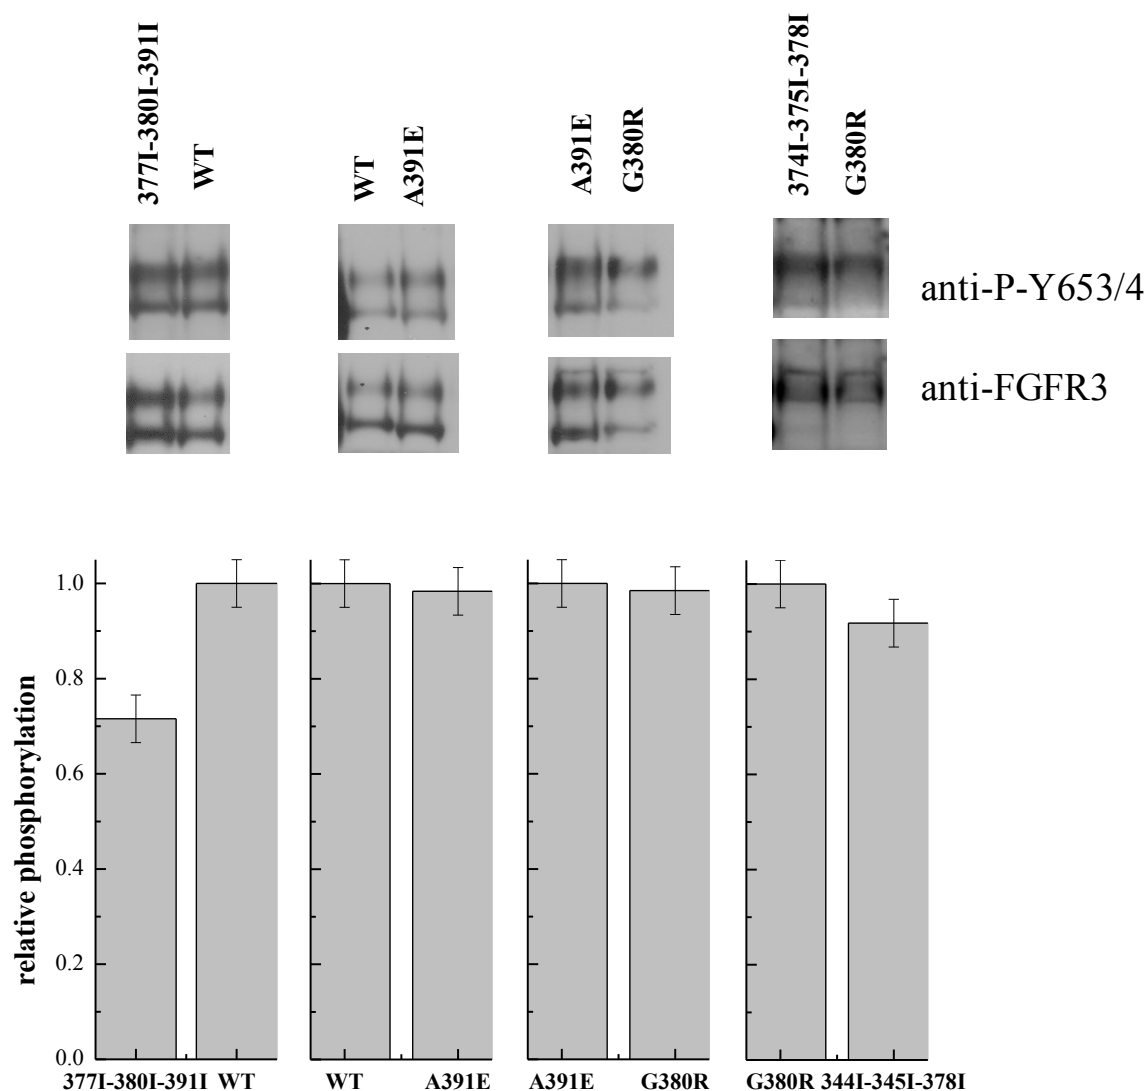 377I-380I-391I
WT
WT
A391E
A391E
G380R
374I-375I-378I
G380R
anti-P-Y653/4
anti-FGFR3
relative phosphorylation
1.0
0.8
0.6
0.4
0.2
0.0
377I-380I-391I WT
WT A391E
A391E G380R
G380R 344I-345I-378I